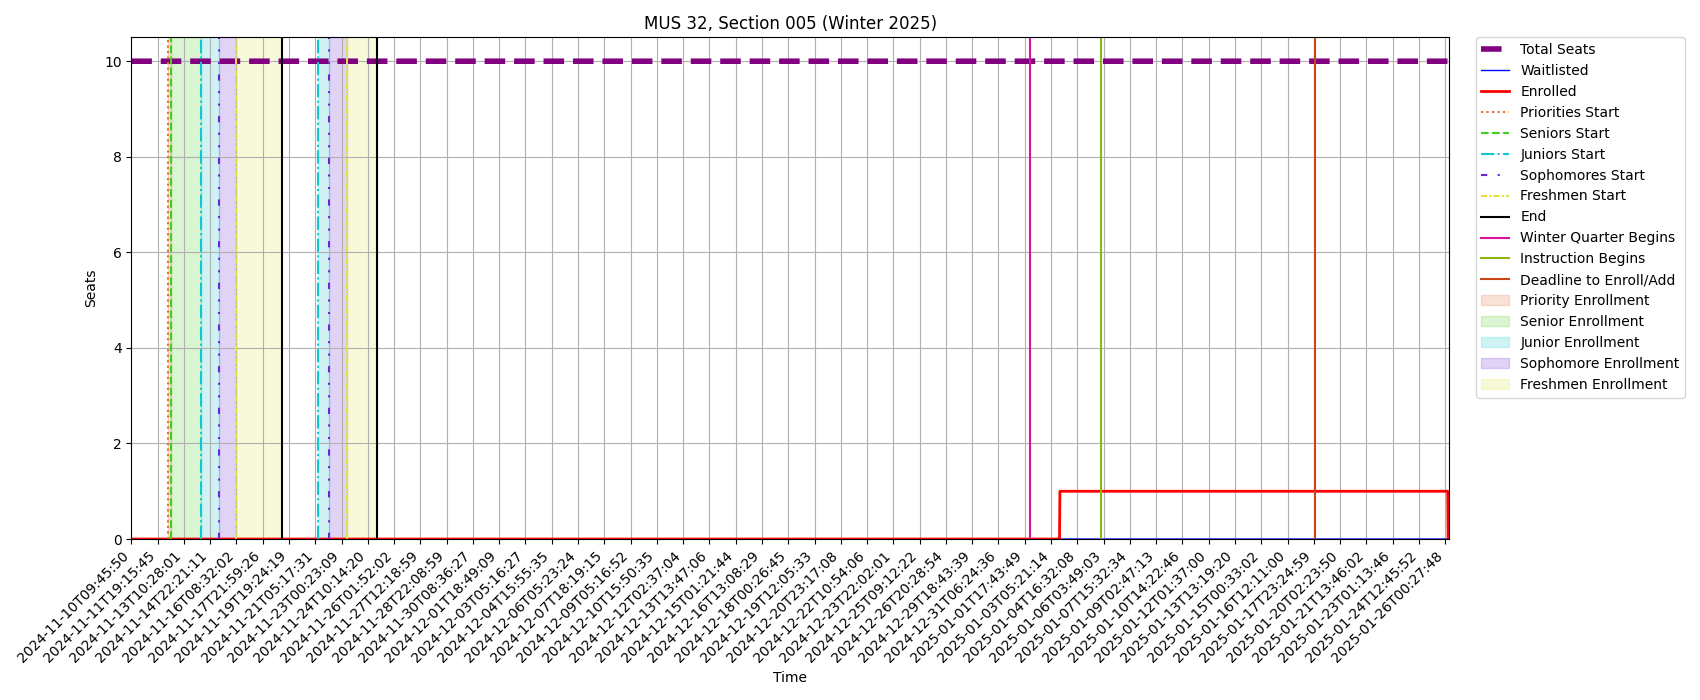 MUS 32, Section 005 (Winter 2025)
Seats
10
8
6
4
2
0
2024-11-10T09:45:50
2024-11-11T19:15:45
2024-11-13T10:28:01
2024-11-14T22:21:11
2024-11-16T08:32:02
2024-11-17T21:59:26
2024-11-19T19:24:19
2024-11-21T05:17:31
2024-11-23T00:23:09
2024-11-24T10:14:20
2024-11-26T01:52:02
2024-11-27T12:18:59
2024-11-28T22:08:59
2024-11-30T08:36:27
2024-12-01T18:49:09
2024-12-03T05:16:27
2024-12-04T14:55:35
2024-12-06T05:23:24
2024-12-07T18:19:15
2024-12-09T05:16:52
2024-12-10T15:50:35
2024-12-12T02:37:04
2024-12-13T13:47:06
2024-12-15T01:21:44
2024-12-16T13:08:29
2024-12-18T00:26:45
2024-12-19T12:05:33
2024-12-20T23:17:08
2024-12-22T10:54:06
2024-12-23T22:02:01
2024-12-25T09:12:22
2024-12-26T20:28:54
2024-12-29T18:43:39
2024-12-31T06:24:36
2025-01-01T17:43:49
2025-01-03T05:21:14
2025-01-04T16:32:08
2025-01-06T03:49:03
2025-01-07T15:32:34
2025-01-09T02:47:13
2025-01-10T14:22:46
2025-01-12T01:37:00
2025-01-13T13:19:20
2025-01-15T00:33:02
2025-01-16T12:11:00
2025-01-17T23:24:59
2025-01-20T02:23:50
2025-01-21T13:46:02
2025-01-23T01:13:46
2025-01-24T12:45:52
2025-01-26T00:27:48
Time
Total Seats
Waitlisted
Enrolled
Priorities Start
Seniors Start
Juniors Start
Sophomores Start
Freshmen Start
End
Winter Quarter Begins
Instruction Begins
Deadline to Enroll/Add
Priority Enrollment
Senior Enrollment
Junior Enrollment
Sophomore Enrollment
Freshmen Enrollment